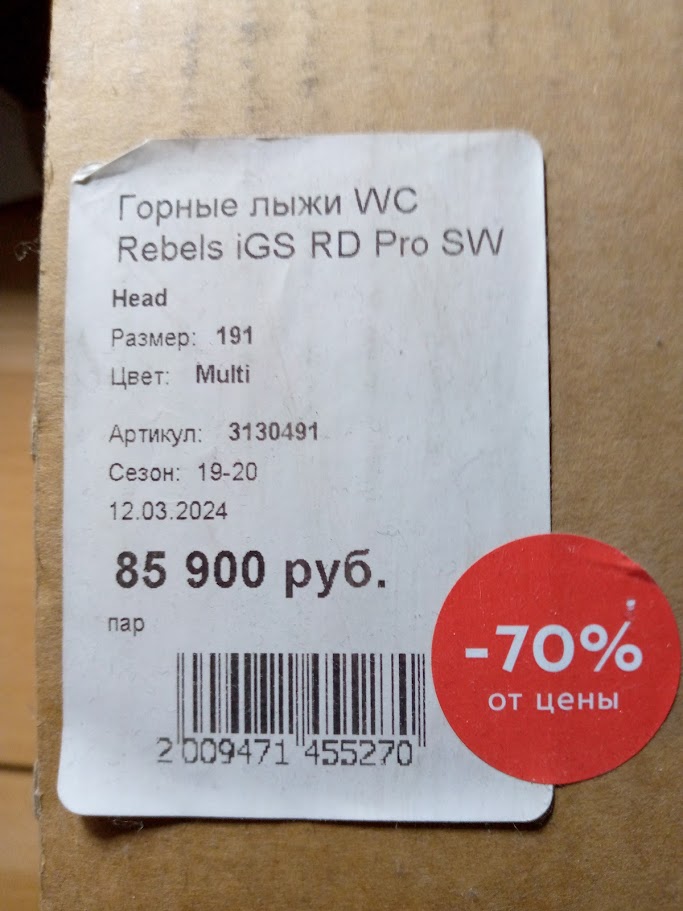 Горные лыжи WC
Rebels iGS RD Pro SW
Head
Размер: 191
Цвет: Multi
Артикул: 3130491
Сезон: 19-20
12.03.2024
85 900 руб.
пар
-70%
от цены
2 009471 455270